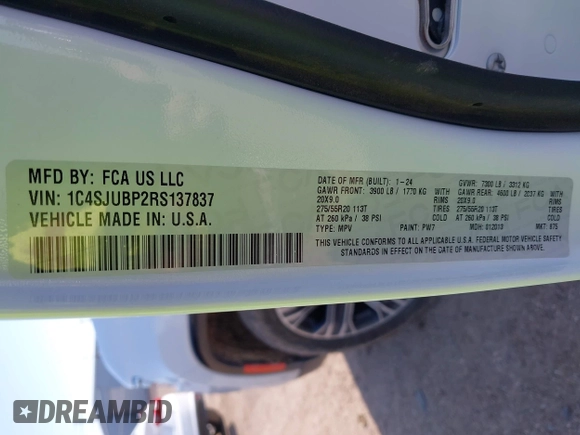 MFD BY: FCA US LLC
VIN: 1C4SJUBP2RS137837
VEHICLE MADE IN: U.S.A.
DATE OF MFR (BUILT): 1-24 GVWR: 7300 LB / 3312 KG
GAWR FRONT: 3900 LB / 1770 KG WITH GAWR REAR: 4600 LB / 2087 KG WITH
20X9.0 RIMS 20X9.0 RIMS
275/55R20 113T TIRES 275/55R20 113T TIRES
AT 260 kPa / 38 PSI AT 260 kPa / 38 PSI
TYPE: MPV PAINT: PW7 MDH: 012010 MKT: 875
THIS VEHICLE CONFORMS TO ALL APPLICABLE U.S.A. FEDERAL MOTOR VEHICLE SAFETY
STANDARDS IN EFFECT ON THE DATE OF MANUFACTURE SHOWN ABOVE.
DREAMBID